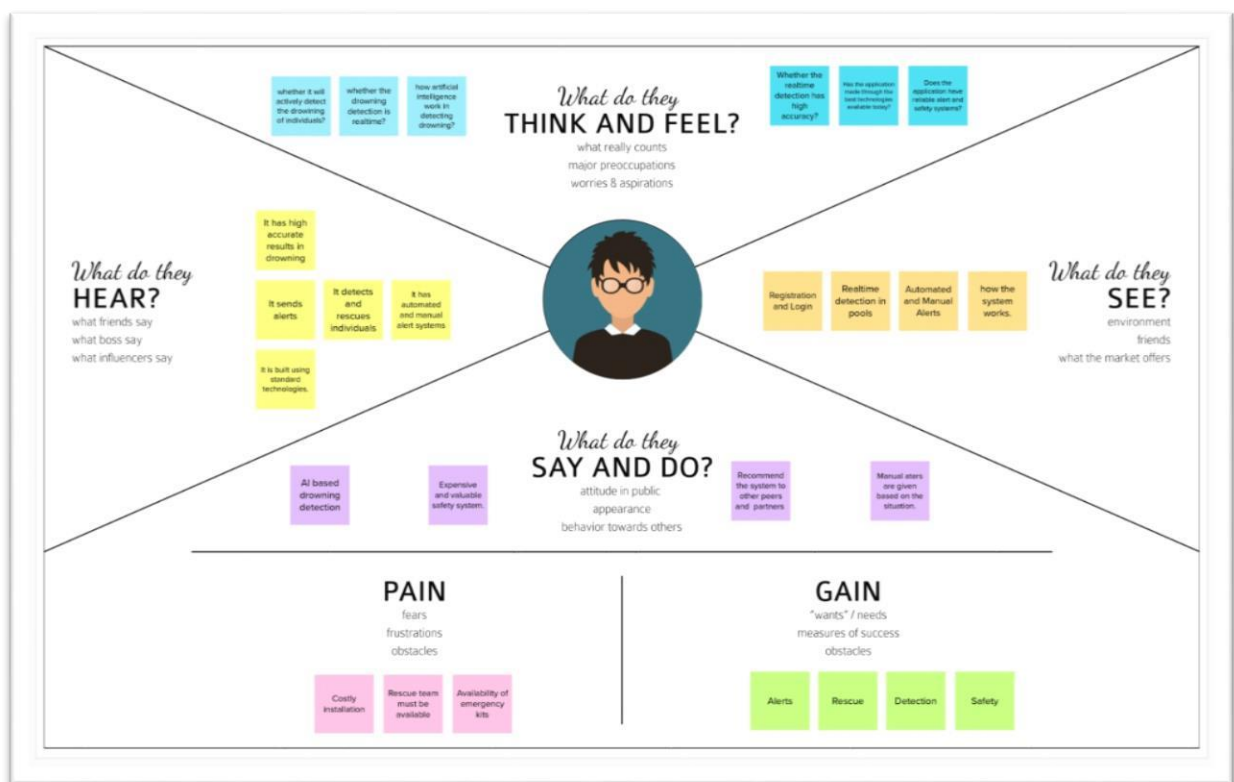 whether it will
actively detect
the drowining
of individuals?
whether the
drowning
detection is
realtime?
how artificial
intelligence
work in
detecting
drowning?
What do they
THINK AND FEEL?
what really counts
major preoccupations
worries & aspirations
Whether the
realtime
detection has
high
accuracy?
Has the application
made through the
best technologies
available today?
Does the
application have
reliable alert and
safety systems?
What do they
HEAR?
what friends say
what boss say
what influencers say
It has high
accurate
results in
drowning
It sends
alerts
It detects
and
rescues
individuals
It has
automated
and manual
alert systems
It is built using
standard
technologies.
Registration
and Login
Realtime
detection in
pools
Automated
and Manual
Alerts
how the
system
works.
What do they
SEE?
environment
friends
what the market offers
What do they
SAY AND DO?
attitude in public
appearance
behavior towards others
AI based
drowning
detection
Expensive
and valuable
safety system.
Recommend
the system to
other peers
and partners
Manual aters
are given
based on the
situation.
PAIN
fears
frustrations
obstacles
Costly
installation
Rescue team
must be
available
Availability of
emergency
kits
GAIN
"wants" / needs
measures of success
obstacles
Alerts
Rescue
Detection
Safety